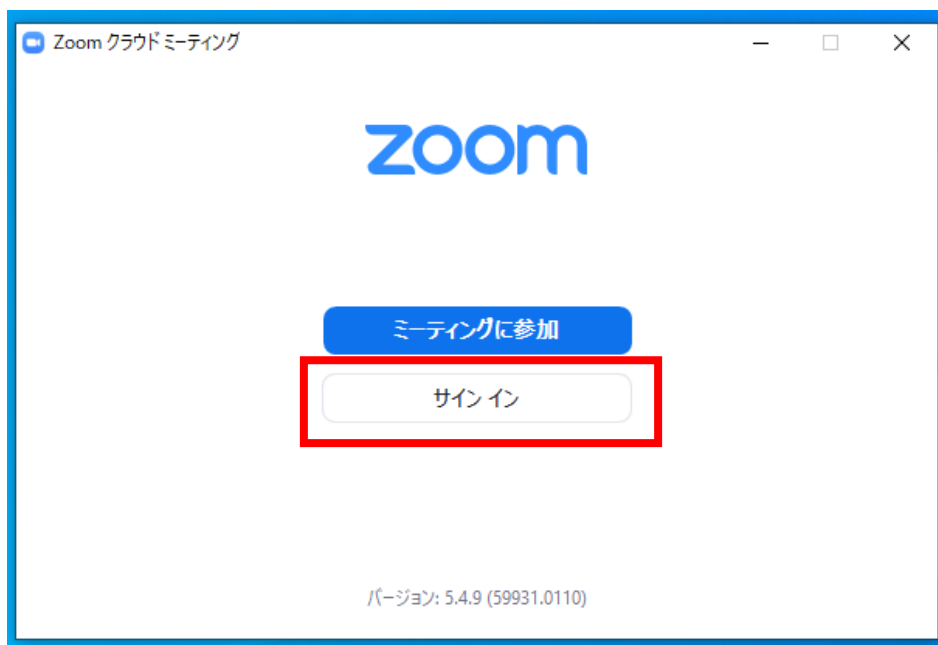 Zoom クラウド ミーティング
zoom
ミーティングに参加
サイン イン
バージョン: 5.4.9 (59931.0110)